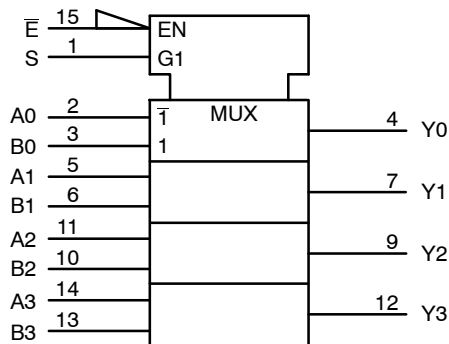 E̅ 15 EN
S 1 G1
MUX
A0 2 1̅ 4 Y0
B0 3 1
A1 5 7 Y1
B1 6
A2 11 9 Y2
B2 10
A3 14 12 Y3
B3 13